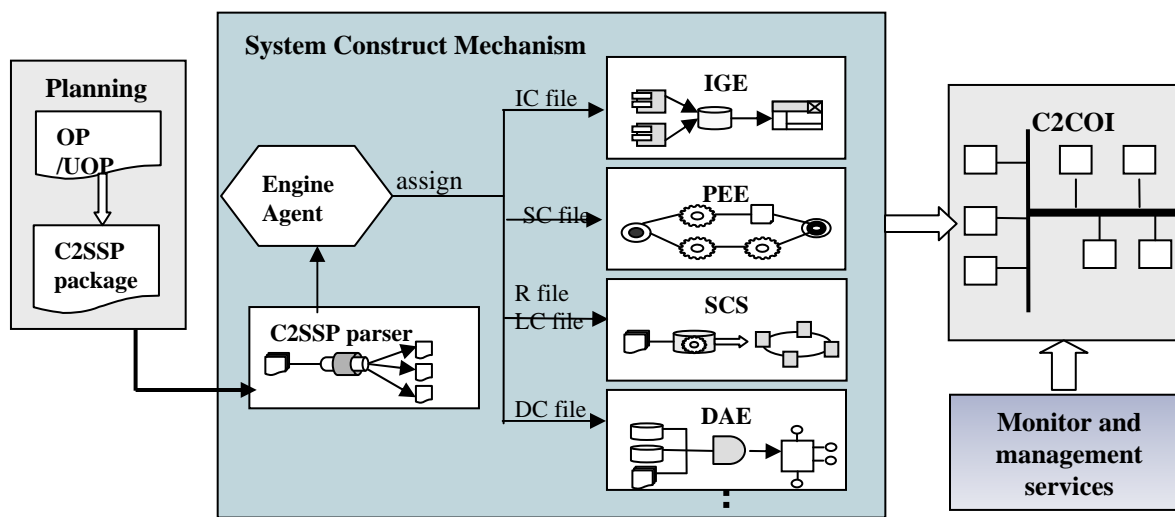 System Construct Mechanism
Planning
OP
/UOP
C2SSP
package
Engine
Agent
assign
C2SSP parser
IC file
IGE
SC file
PEE
R file
LC file
SCS
DC file
DAE
C2COI
Monitor and
management
services